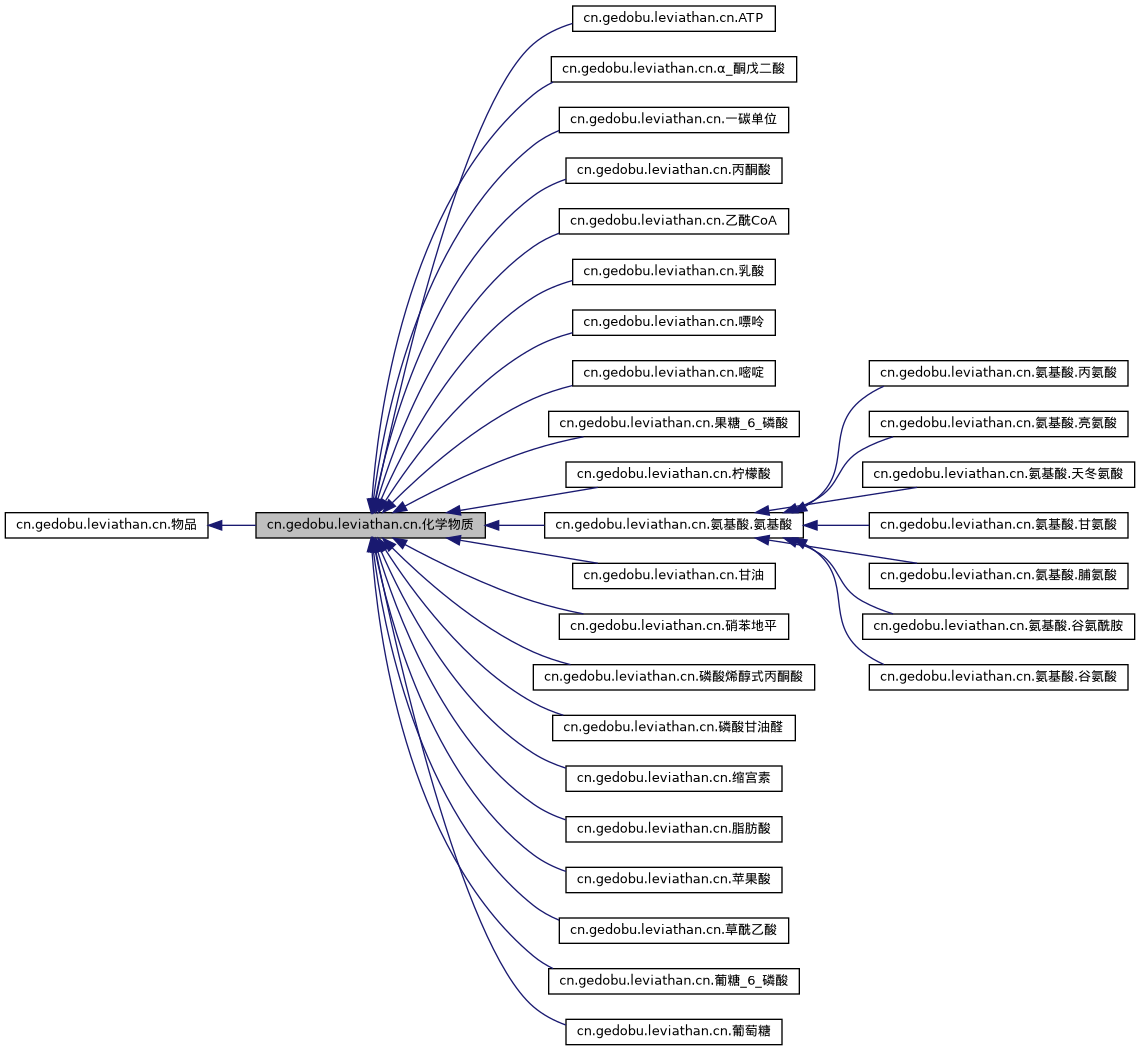 cn.gedobu.leviathan.cn.ATP
cn.gedobu.leviathan.cn.α_酮戊二酸
cn.gedobu.leviathan.cn.一碳单位
cn.gedobu.leviathan.cn.丙酮酸
cn.gedobu.leviathan.cn.乙酰CoA
cn.gedobu.leviathan.cn.乳酸
cn.gedobu.leviathan.cn.嘌呤
cn.gedobu.leviathan.cn.嘧啶
cn.gedobu.leviathan.cn.果糖_6_磷酸
cn.gedobu.leviathan.cn.柠檬酸
cn.gedobu.leviathan.cn.物品
cn.gedobu.leviathan.cn.化学物质
cn.gedobu.leviathan.cn.氨基酸.氨基酸
cn.gedobu.leviathan.cn.氨基酸.丙氨酸
cn.gedobu.leviathan.cn.氨基酸.亮氨酸
cn.gedobu.leviathan.cn.氨基酸.天冬氨酸
cn.gedobu.leviathan.cn.氨基酸.甘氨酸
cn.gedobu.leviathan.cn.氨基酸.脯氨酸
cn.gedobu.leviathan.cn.氨基酸.谷氨酰胺
cn.gedobu.leviathan.cn.氨基酸.谷氨酸
cn.gedobu.leviathan.cn.甘油
cn.gedobu.leviathan.cn.硝苯地平
cn.gedobu.leviathan.cn.磷酸烯醇式丙酮酸
cn.gedobu.leviathan.cn.磷酸甘油醛
cn.gedobu.leviathan.cn.缩宫素
cn.gedobu.leviathan.cn.脂肪酸
cn.gedobu.leviathan.cn.苹果酸
cn.gedobu.leviathan.cn.草酰乙酸
cn.gedobu.leviathan.cn.葡糖_6_磷酸
cn.gedobu.leviathan.cn.葡萄糖